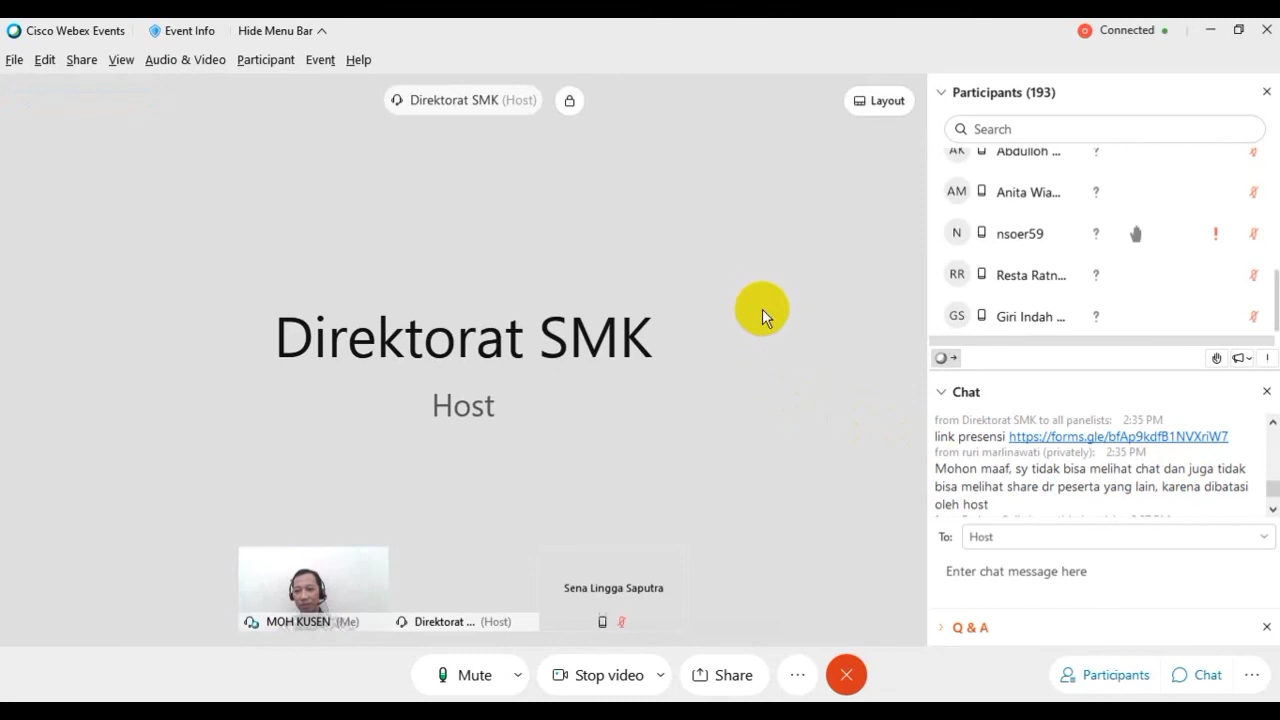 Cisco Webex Events
Event Info
Hide Menu Bar
Connected
File Edit Share View Audio & Video Participant Event Help
Direktorat SMK (Host)
Layout
Direktorat SMK
Host
MOH KUSEN (Me)
Direktorat ... (Host)
Sena Lingga Saputra
Participants (193)
Search
AK Abdulloh ... ?
AM Anita Wia... ?
N nsoer59 ? !
RR Resta Ratn... ?
GS Giri Indah ... ?
!
Chat
from Direktorat SMK to all panelists: 2:35 PM
link presensi https://forms.gle/bfAp9kdfB1NVXriW7
from ruri marlinawati (privately): 2:35 PM
Mohon maaf, sy tidak bisa melihat chat dan juga tidak
bisa melihat share dr peserta yang lain, karena dibatasi
oleh host
To: Host
Enter chat message here
Q & A
Mute
Stop video
Share
...
Participants
Chat
...